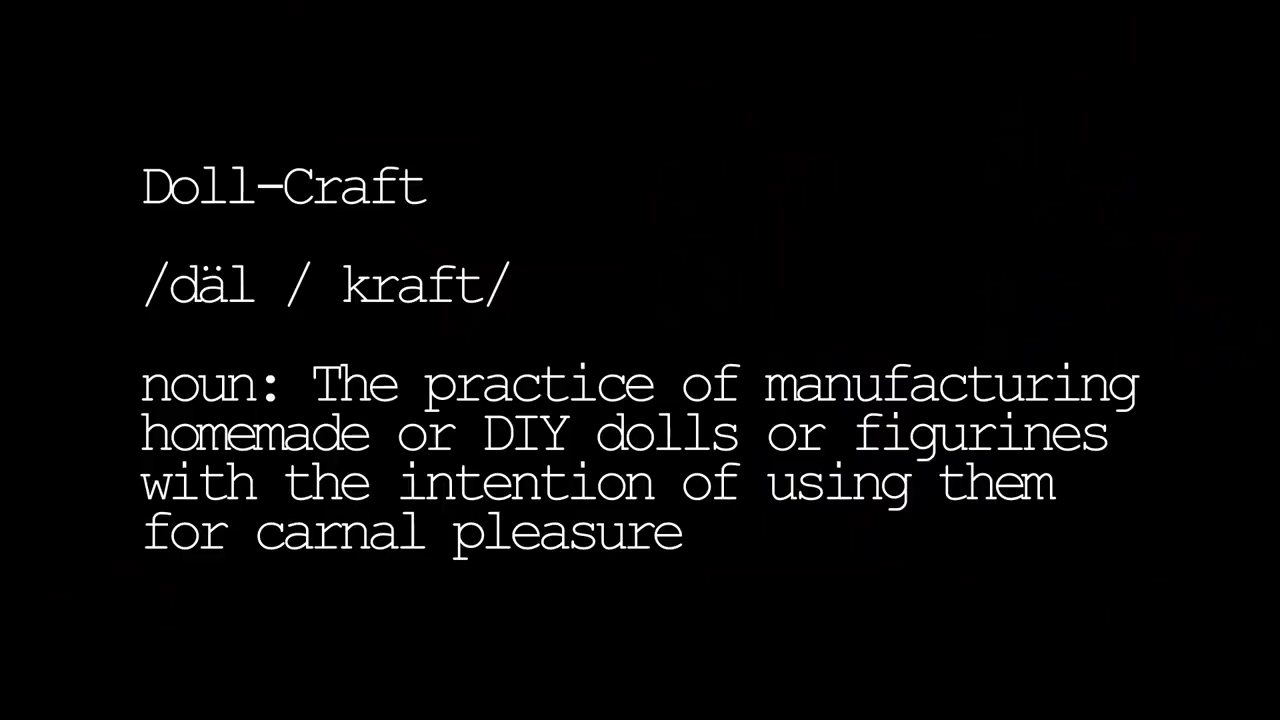 Doll-Craft
/däl / kraft/
noun: The practice of manufacturing
homemade or DIY dolls or figurines
with the intention of using them
for carnal pleasure